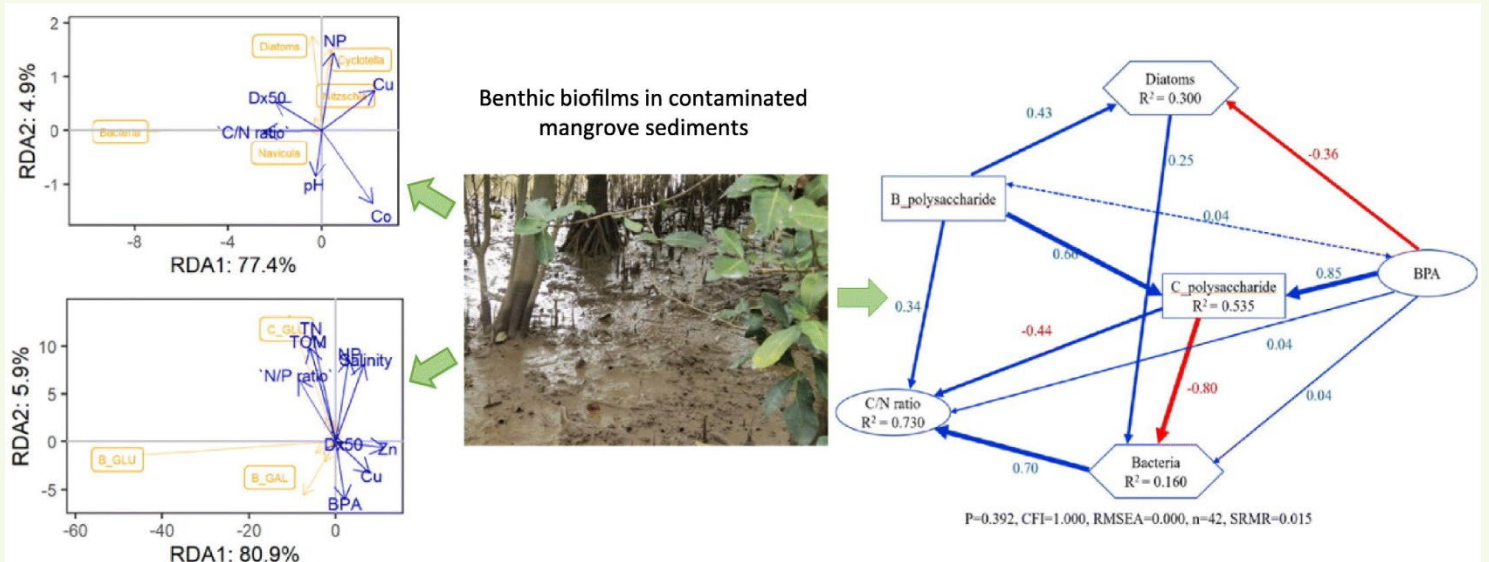 2
1
0
-1
RDA2: 4.9%
-8
-4
0
RDA1: 77.4%
Diatoms
NP
Cyclotella
Cu
Nitzschia
Dx50
Bacteria
`C/N ratio`
Navicula
pH
Co
10
5
0
-5
RDA2: 5.9%
-60
-40
-20
0
RDA1: 80.9%
C_GLU
TN
TOM
NP
Salinity
`N/P ratio`
Dx50
Zn
B_GLU
B_GAL
Cu
BPA
Benthic biofilms in contaminated
mangrove sediments
Diatoms
R² = 0.300
0.43
-0.36
0.25
B_polysaccharide
0.04
0.66
0.85
BPA
C_polysaccharide
R² = 0.535
0.34
-0.44
0.04
-0.80
C/N ratio
R² = 0.730
0.04
0.70
Bacteria
R² = 0.160
P=0.392, CFI=1.000, RMSEA=0.000, n=42, SRMR=0.015